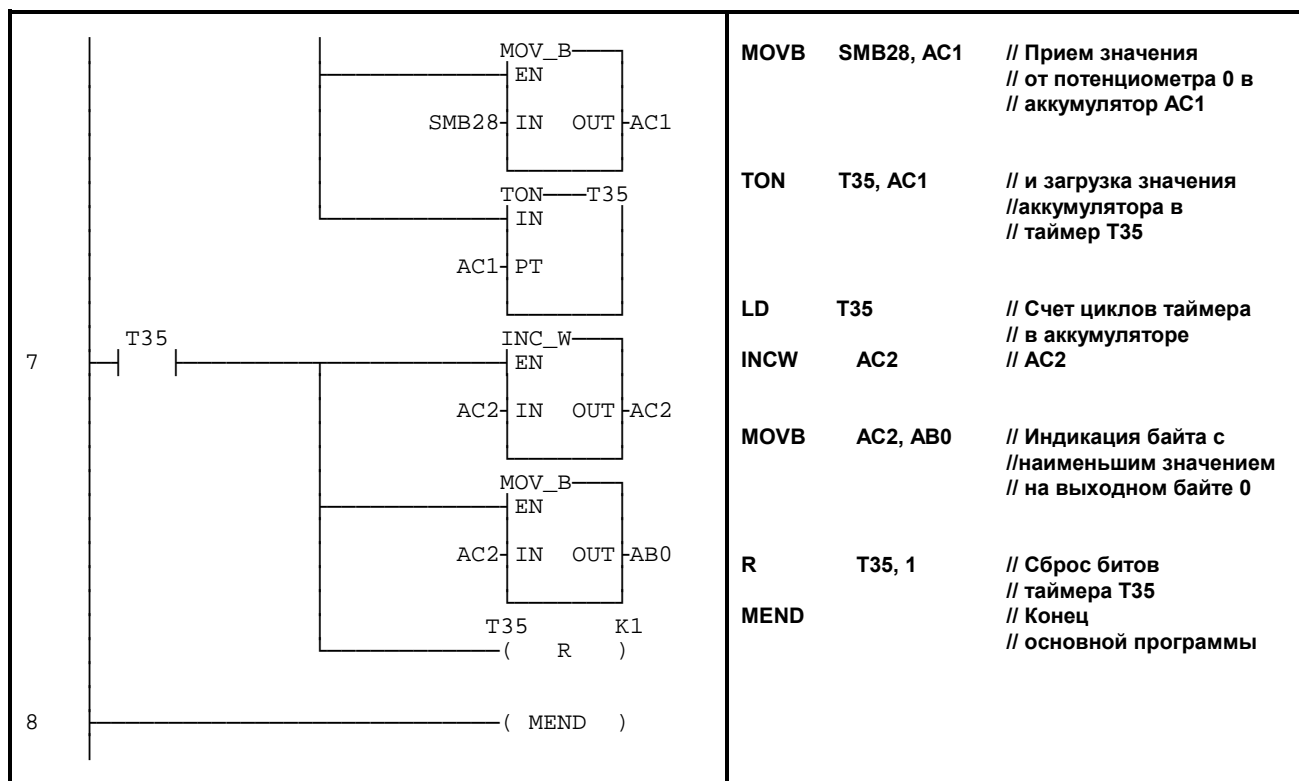 MOV_B
EN
SMB28 IN OUT AC1
TON T35
IN
AC1 PT
T35
7
INC_W
EN
AC2 IN OUT AC2
MOV_B
EN
AC2 IN OUT AB0
T35 K1
( R )
8
( MEND )
MOVB SMB28, AC1 // Прием значения
// от потенциометра 0 в
// аккумулятор AC1
TON T35, AC1 // и загрузка значения
//аккумулятора в
// таймер T35
LD T35 // Счет циклов таймера
// в аккумуляторе
INCW AC2 // AC2
MOVB AC2, AB0 // Индикация байта с
//наименьшим значением
// на выходном байте 0
R T35, 1 // Сброс битов
// таймера T35
MEND // Конец
// основной программы